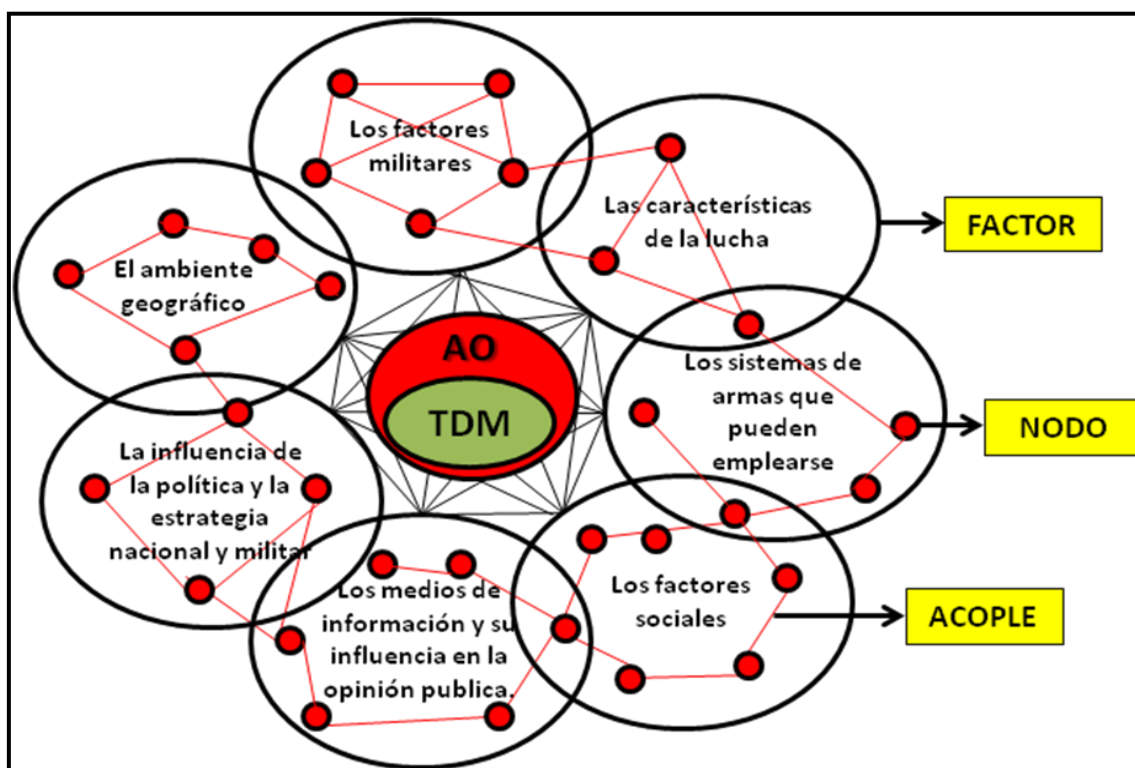 Los factores
militares
Las características
de la lucha
FACTOR
El ambiente
geográfico
AO
TDM
Los sistemas de
armas que
pueden
emplearse
NODO
La influencia de
la política y la
estrategia
nacional y militar
Los medios de
información y su
influencia en la
opinión publica.
Los factores
sociales
ACOPLE